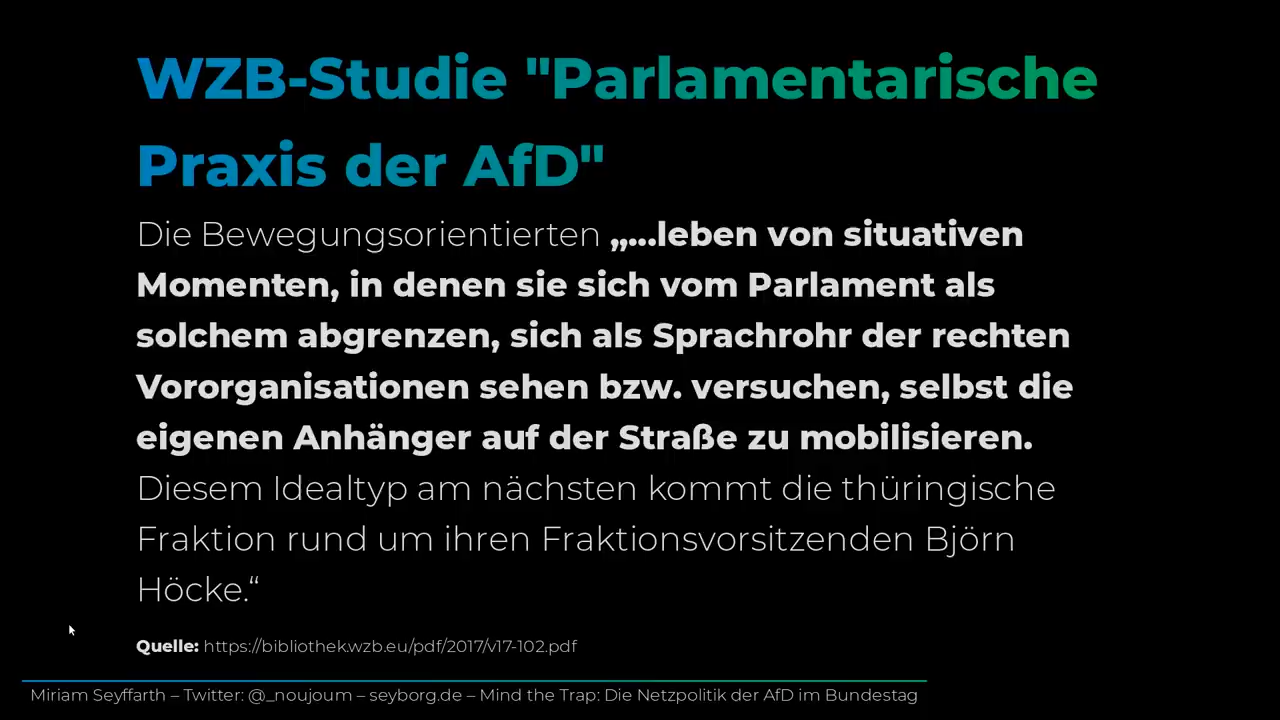 WZB-Studie "Parlamentarische
Praxis der AfD"
Die Bewegungsorientierten „...leben von situativen
Momenten, in denen sie sich vom Parlament als
solchem abgrenzen, sich als Sprachrohr der rechten
Vororganisationen sehen bzw. versuchen, selbst die
eigenen Anhänger auf der Straße zu mobilisieren.
Diesem Idealtyp am nächsten kommt die thüringische
Fraktion rund um ihren Fraktionsvorsitzenden Björn
Höcke.“
Quelle: https://bibliothek.wzb.eu/pdf/2017/v17-102.pdf
Miriam Seyffarth – Twitter: @_noujoum – seyborg.de – Mind the Trap: Die Netzpolitik der AfD im Bundestag